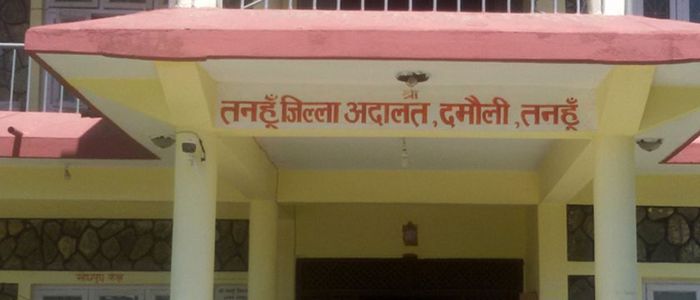 श्री
तनहुँ जिल्ला अदालत, दमौली, तनहुँ